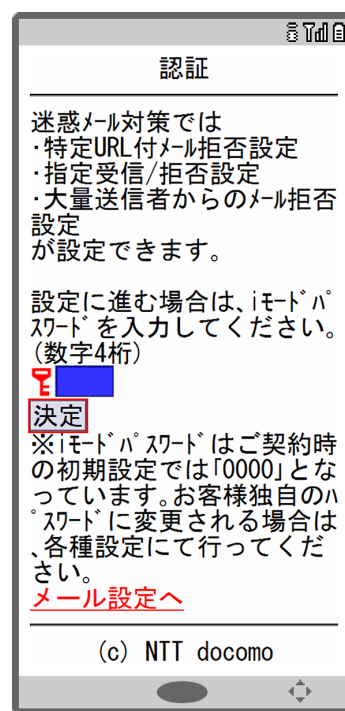 認証
迷惑ﾒｰﾙ対策では
･特定URL付ﾒｰﾙ拒否設定
･指定受信/拒否設定
･大量送信者からのﾒｰﾙ拒否
設定
が設定できます。
設定に進む場合は､iﾓｰﾄﾞﾊﾟ
ｽﾜｰﾄﾞを入力してください。
(数字4桁)
決定
※iﾓｰﾄﾞﾊﾟｽﾜｰﾄﾞはご契約時
の初期設定では｢0000｣とな
っています｡お客様独自のﾊ
ﾟｽﾜｰﾄﾞに変更される場合は
､各種設定にて行ってくだ
さい。
メール設定へ
(c) NTT docomo